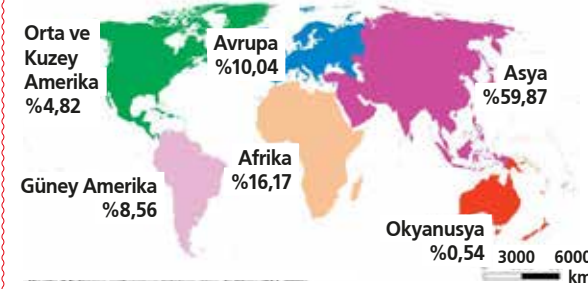 Orta ve
Kuzey
Amerika
%4,82
Avrupa
%10,04
Asya
%59,87
Afrika
%16,17
Güney Amerika
%8,56
Okyanusya
%0,54
3000 6000
km